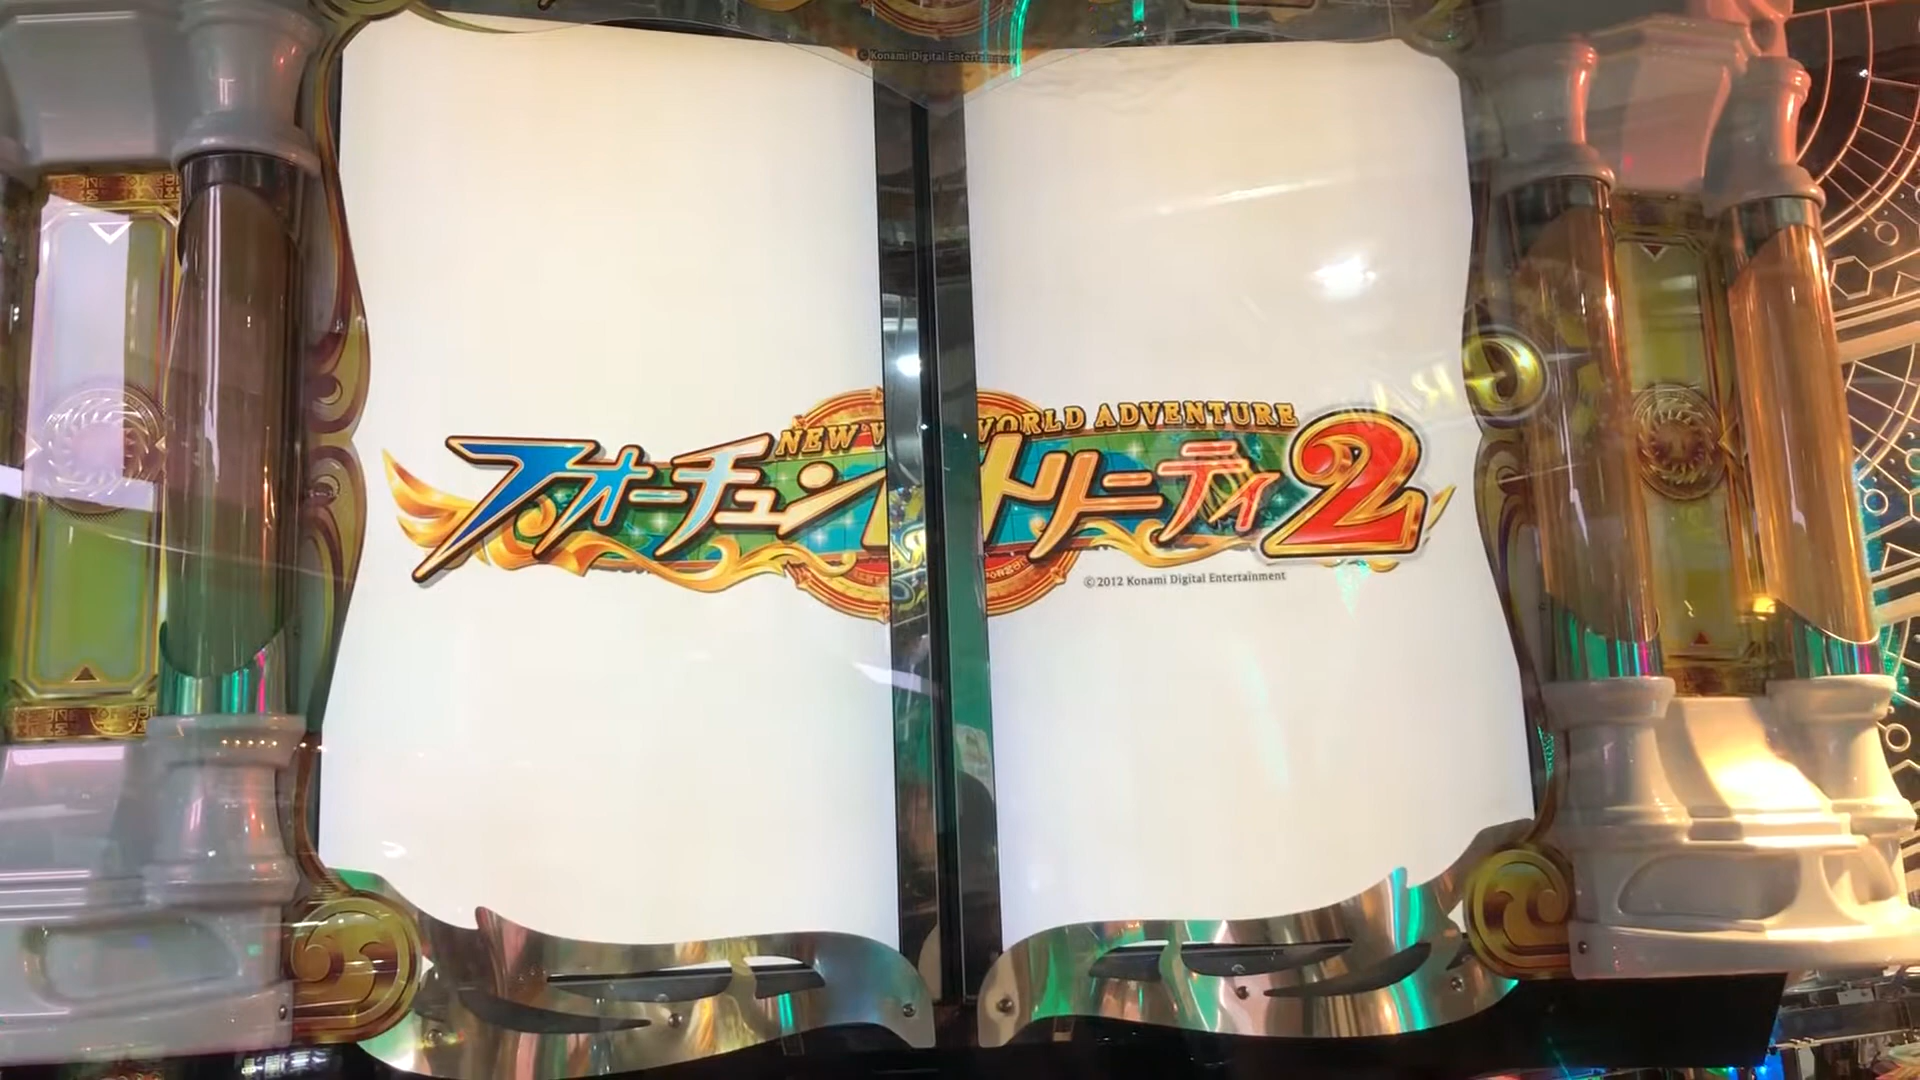 © Konami Digital Entertainment
NEW WORLD ADVENTURE
フォーチュントリニティ2
©2012 Konami Digital Entertainment